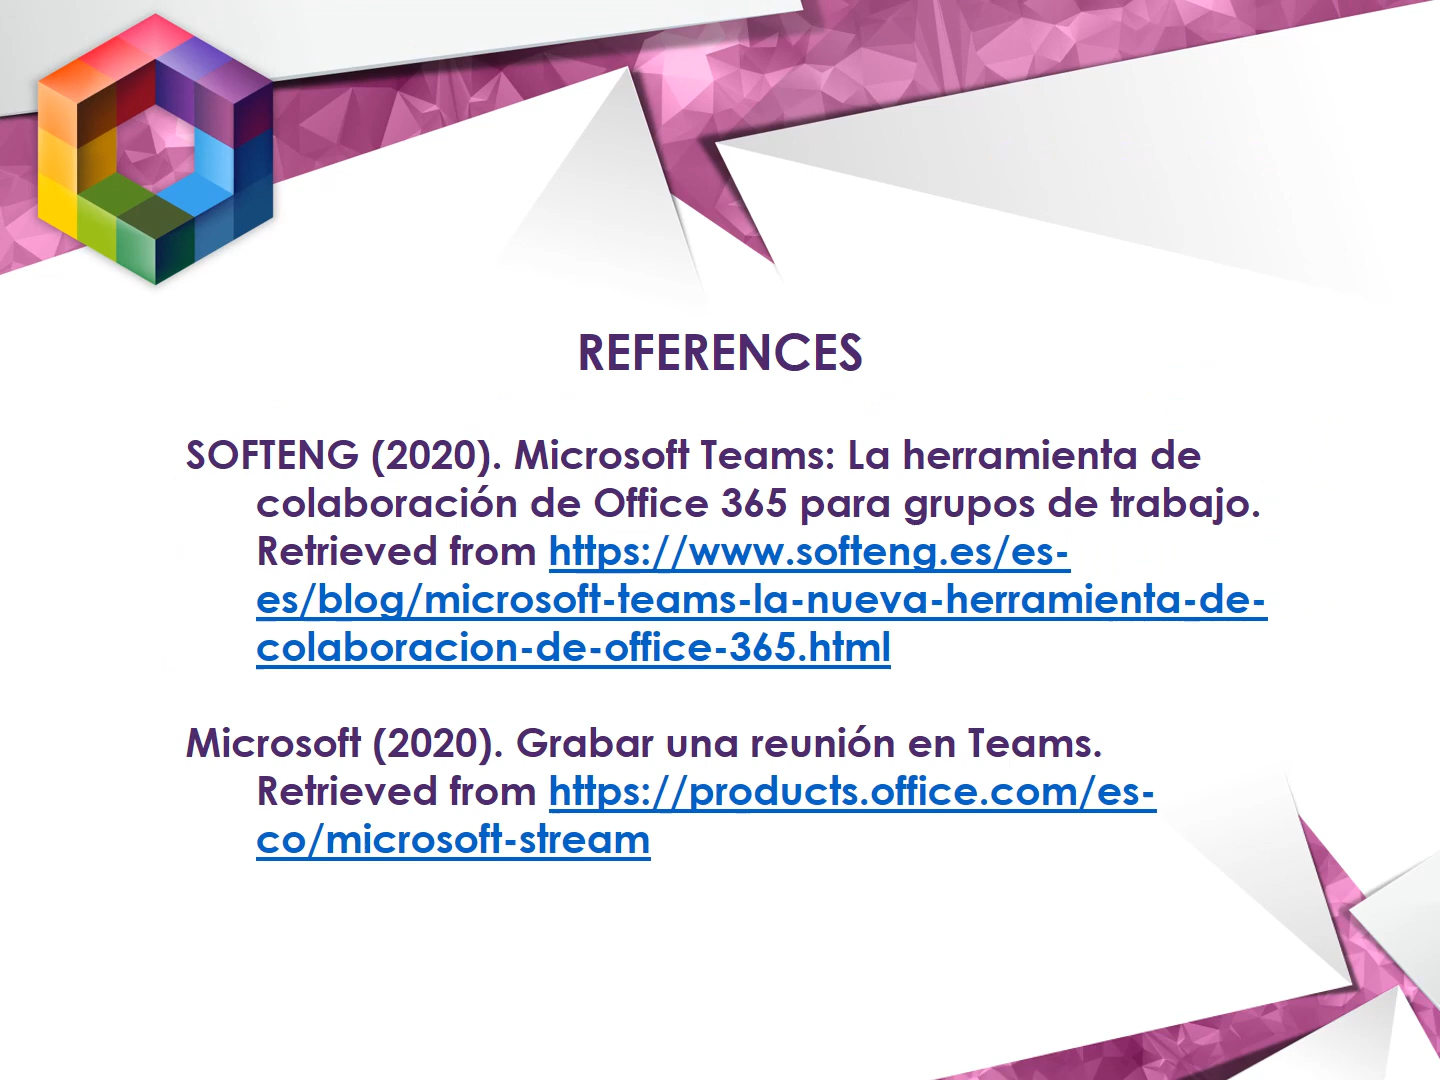 REFERENCES
SOFTENG (2020). Microsoft Teams: La herramienta de
colaboración de Office 365 para grupos de trabajo.
Retrieved from https://www.softeng.es/es-
es/blog/microsoft-teams-la-nueva-herramienta-de-
colaboracion-de-office-365.html
Microsoft (2020). Grabar una reunión en Teams.
Retrieved from https://products.office.com/es-
co/microsoft-stream